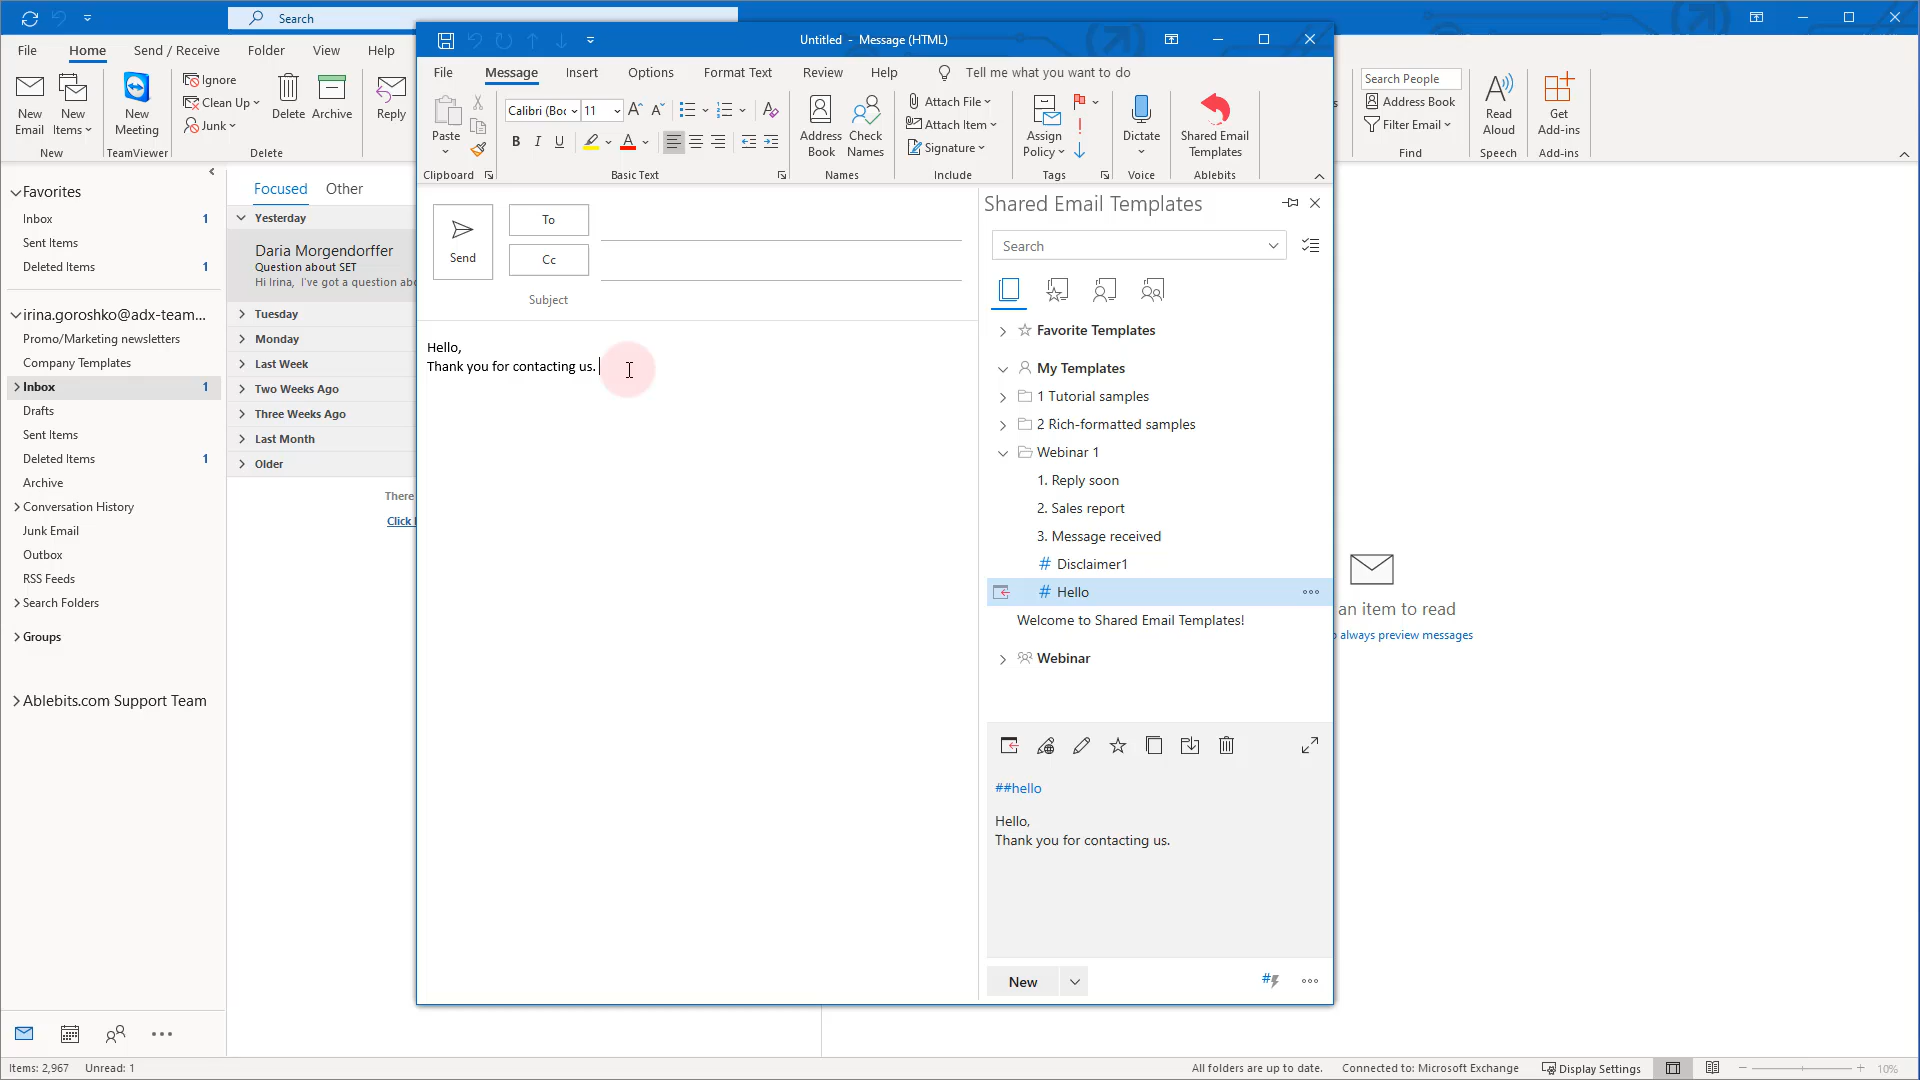 Search
File
Home
Send / Receive
Folder
View
Help
New Email
New Items
New Meeting
Ignore
Clean Up
Junk
Delete
Archive
Reply
New
TeamViewer
Delete
Search People
Address Book
Filter Email
Read Aloud
Get Add-ins
Find
Speech
Add-ins
Untitled - Message (HTML)
File
Message
Insert
Options
Format Text
Review
Help
Tell me what you want to do
Paste
Calibri (Boc
11
B I U
Address Book
Check Names
Attach File
Attach Item
Signature
Assign Policy
Dictate
Shared Email Templates
Clipboard
Basic Text
Names
Include
Tags
Voice
Ablebits
Favorites
Inbox 1
Sent Items
Deleted Items 1
irina.goroshko@adx-team...
Promo/Marketing newsletters
Company Templates
Inbox 1
Drafts
Sent Items
Deleted Items 1
Archive
Conversation History
Junk Email
Outbox
RSS Feeds
Search Folders
Groups
Ablebits.com Support Team
Focused
Other
Yesterday
Daria Morgendorffer
Question about SET
Hi Irina, I've got a question abo
Tuesday
Monday
Last Week
Two Weeks Ago
Three Weeks Ago
Last Month
Older
There
Click
Send
To
Cc
Subject
Hello,
Thank you for contacting us.
Shared Email Templates
Search
Favorite Templates
My Templates
1 Tutorial samples
2 Rich-formatted samples
Webinar 1
1. Reply soon
2. Sales report
3. Message received
# Disclaimer1
# Hello
Welcome to Shared Email Templates!
Webinar
##hello
Hello,
Thank you for contacting us.
New
an item to read
always preview messages
Items: 2,967
Unread: 1
All folders are up to date.
Connected to: Microsoft Exchange
Display Settings
10%